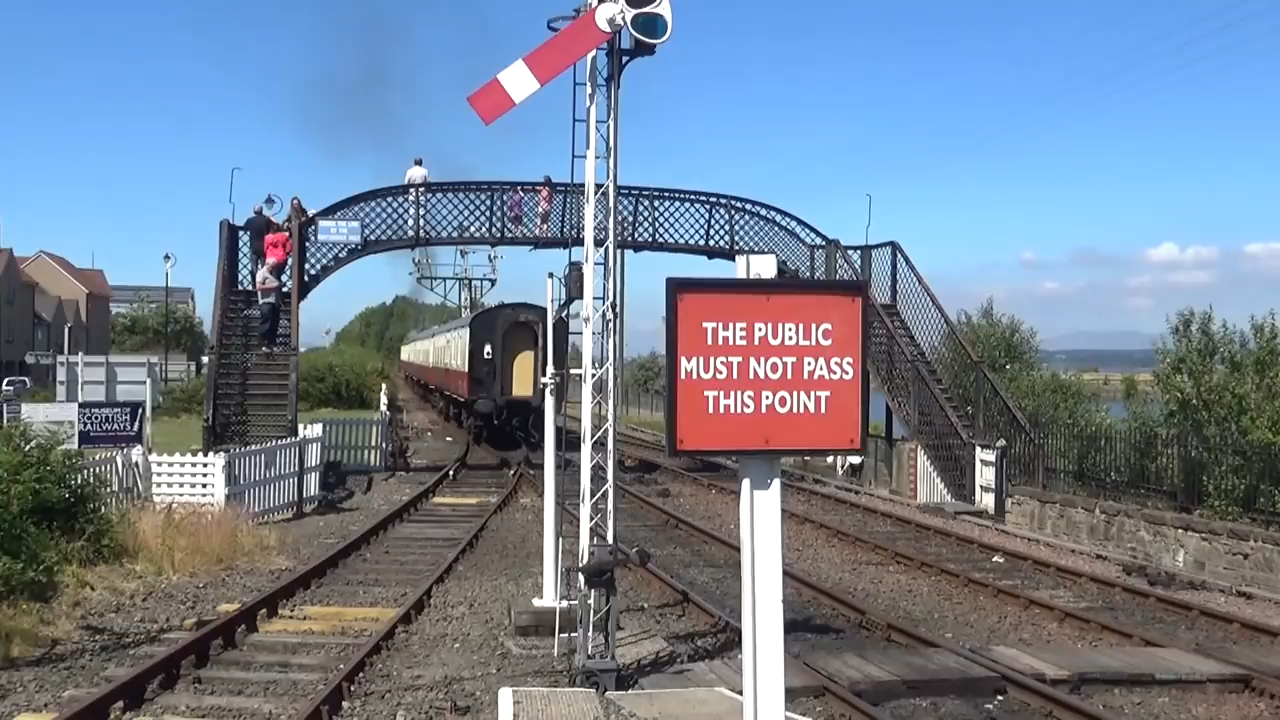 THE PUBLIC
MUST NOT PASS
THIS POINT
THE MUSEUM OF
SCOTTISH
RAILWAYS